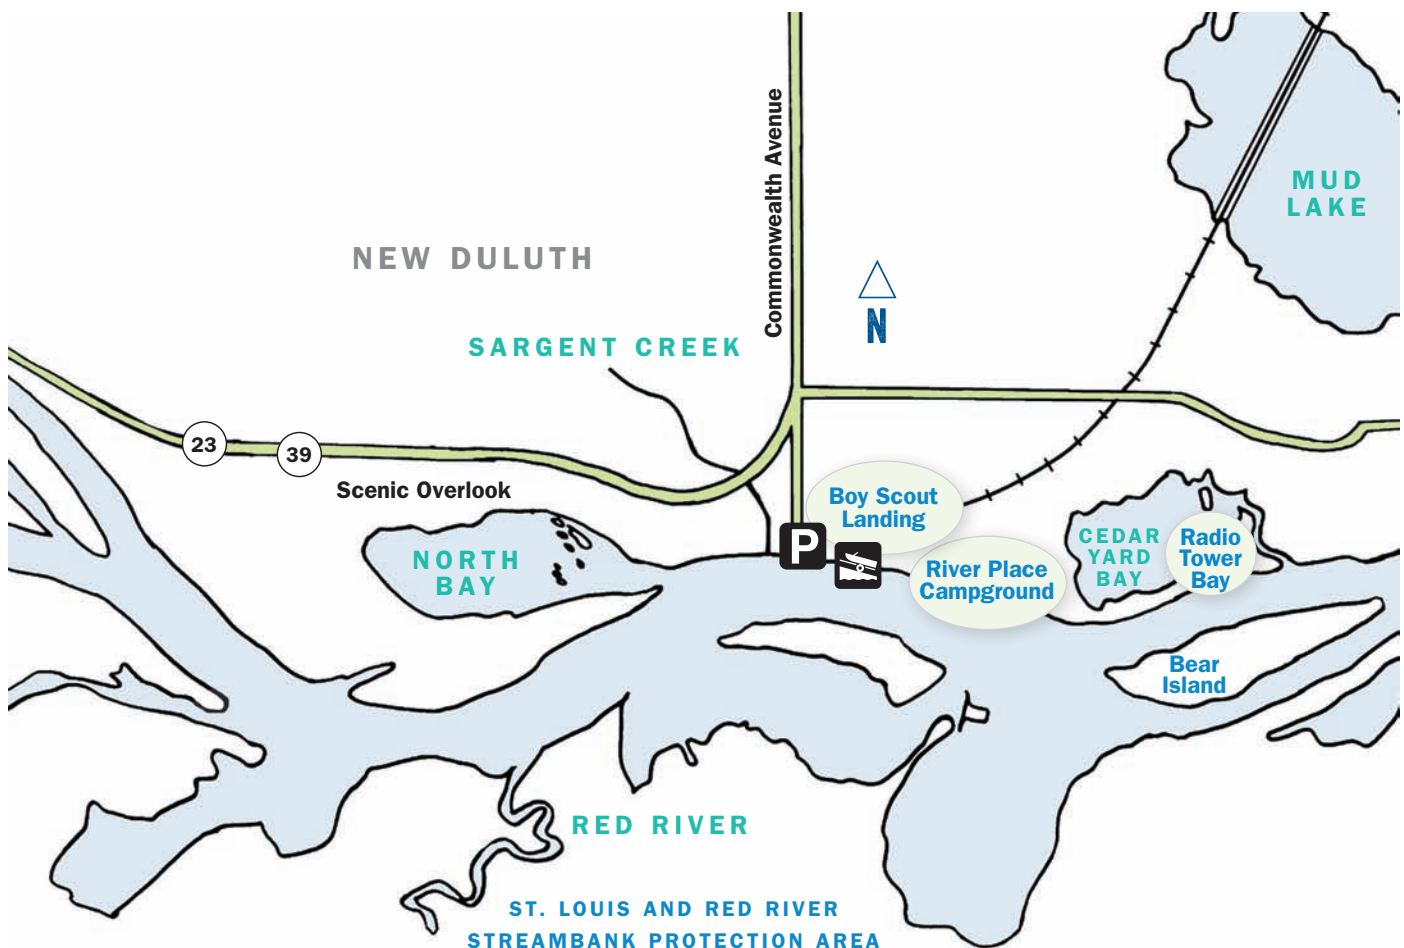 Commonwealth Avenue
MUD
LAKE
NEW DULUTH
N
SARGENT CREEK
23
39
Scenic Overlook
Boy Scout
Landing
P
NORTH
BAY
CEDAR
YARD
BAY
Radio
Tower
Bay
River Place
Campground
Bear
Island
RED RIVER
ST. LOUIS AND RED RIVER
STREAMBANK PROTECTION AREA